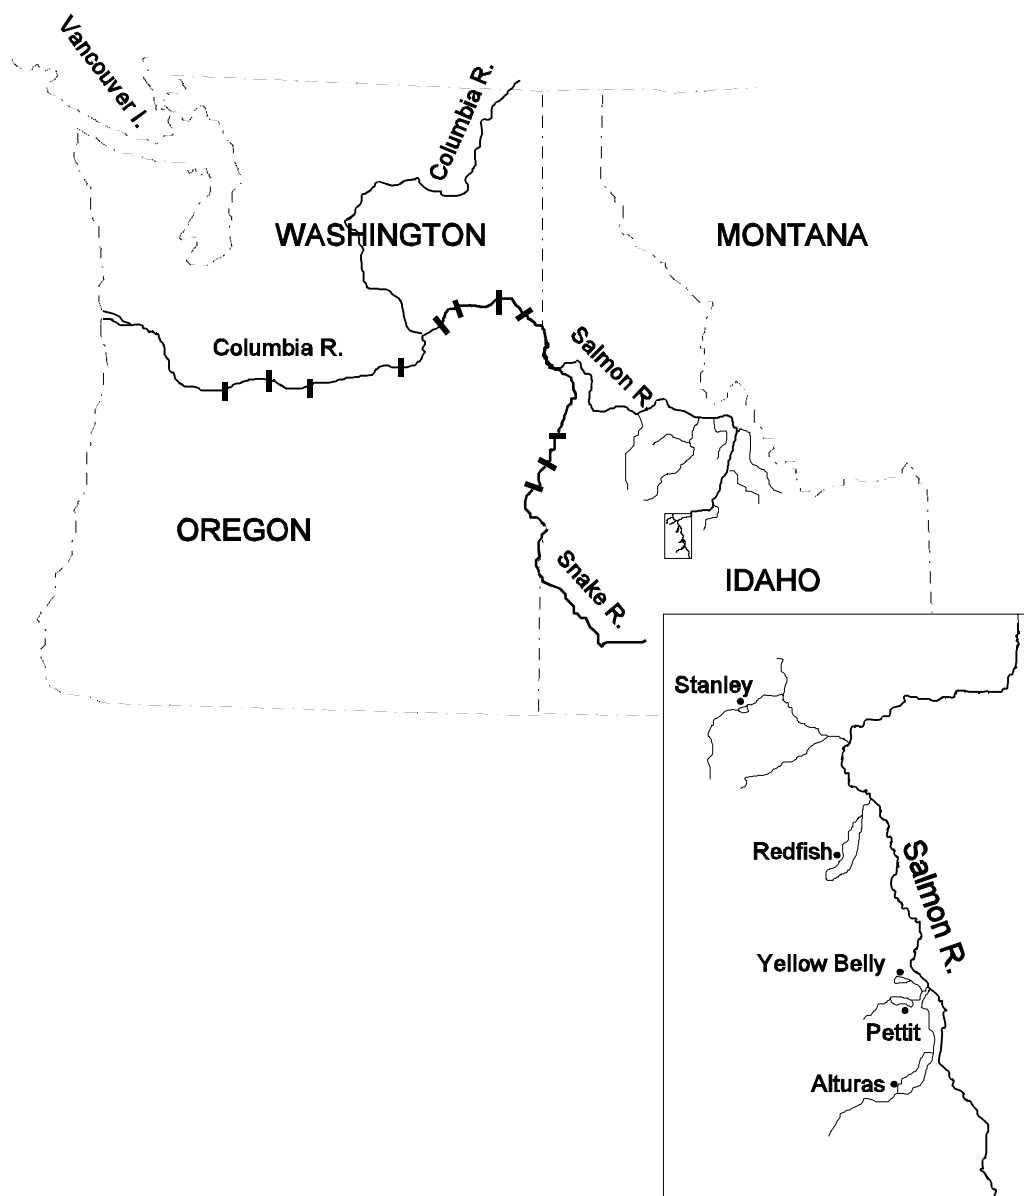 Vancouver I.
Columbia R.
WASHINGTON
MONTANA
Columbia R.
Salmon R.
OREGON
Snake R.
IDAHO
Stanley
Redfish
Salmon R.
Yellow Belly
Pettit
Alturas